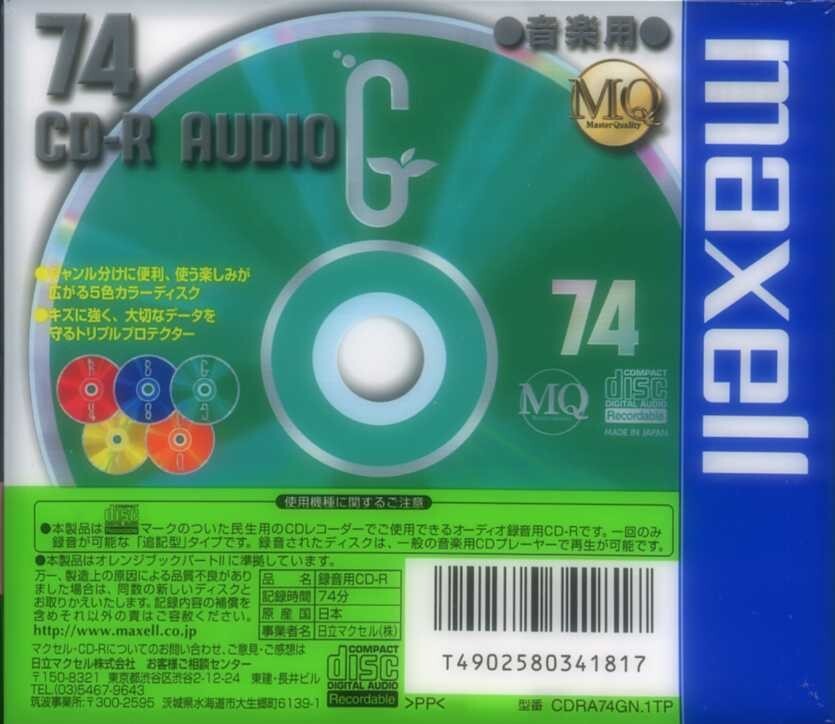 74
CD-R AUDIO
●音楽用●
MQ
Master Quality
maxell
G
●ジャンル分けに便利、使う楽しみが
広がる5色カラーディスク
●キズに強く、大切なデータを
守るトリプルプロテクター
74
MQ
COMPACT
disc
DIGITAL AUDIO
Recordable
MADE IN JAPAN
使用機種に関するご注意
●本製品は COMPACT disc DIGITAL AUDIO Recordable マークのついた民生用のCDレコーダーでご使用できるオーディオ録音用CD-Rです。一回のみ
録音が可能な「追記型」タイプです。録音されたディスクは、一般の音楽用CDプレーヤーで再生が可能です。
●本製品はオレンジブックパートIIに準拠しています。
万一、製造上の原因による品質不良があり
ました場合は、同数の新しいディスクと
お取りかえいたします。記録内容の補償を
含めそれ以外の責はご容赦ください。
http://www.maxell.co.jp
品名 録音用CD-R
記録時間 74分
原産国 日本
事業者名 日立マクセル(株)
マクセル・CD-Rについてのお問い合わせ、ご意見・ご感想は
日立マクセル株式会社 お客様ご相談センター
〒150-8321 東京都渋谷区渋谷2-12-24 東建・長井ビル
TEL.(03)5467-9643
筑波事業所:〒300-2595 茨城県水海道市大生郷町6139-1
COMPACT
disc
DIGITAL AUDIO
Recordable
>PP<
T4902580341817
型番 CDRA74GN.1TP